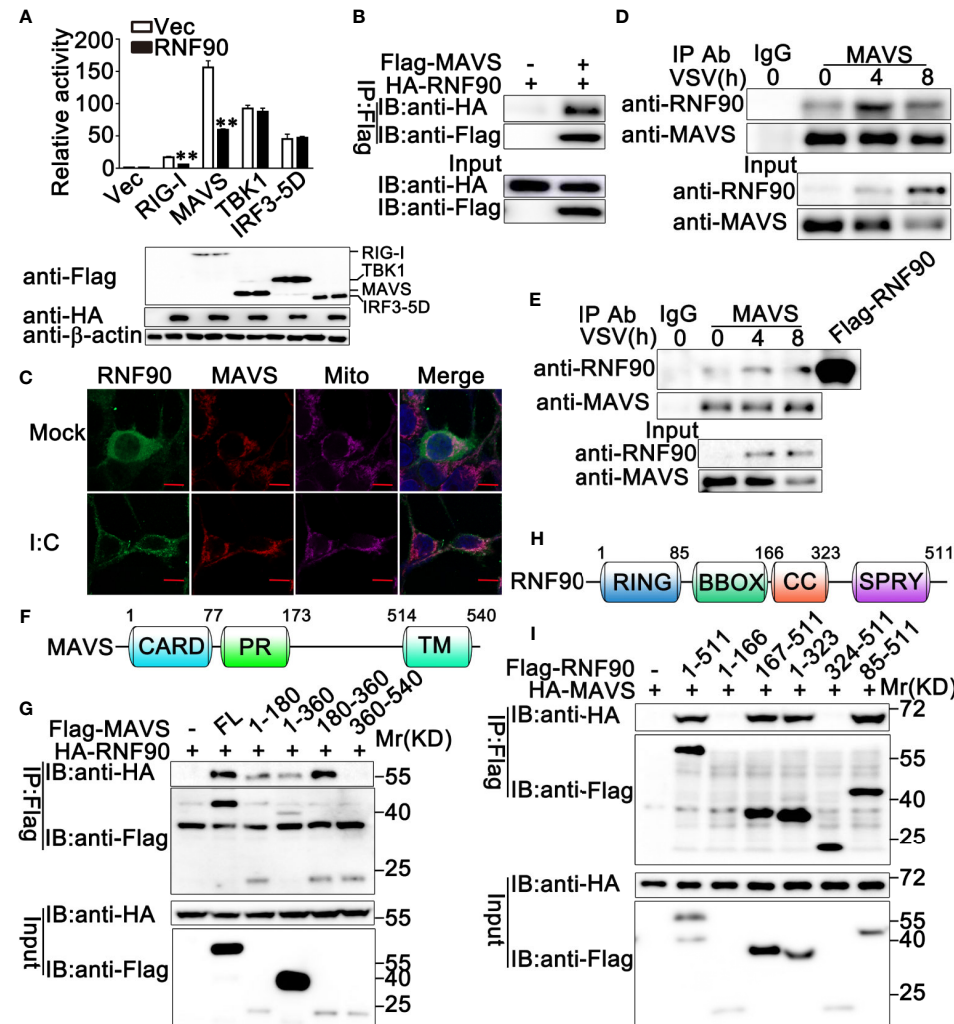 A
Vec
RNF90
Relative activity
200
150
100
50
0
**
**
Vec
RIG-I
MAVS
TBK1
IRF3-5D
anti-Flag
RIG-I
TBK1
MAVS
IRF3-5D
anti-HA
anti-β-actin
B
Flag-MAVS - +
HA-RNF90 + +
IP:Flag
IB:anti-HA
IB:anti-Flag
Input
IB:anti-HA
IB:anti-Flag
C
RNF90 MAVS Mito Merge
Mock
I:C
D
IP Ab IgG MAVS
VSV(h) 0 0 4 8
anti-RNF90
anti-MAVS
Input
anti-RNF90
anti-MAVS
E
IP Ab IgG MAVS
VSV(h) 0 0 4 8
Flag-RNF90
anti-RNF90
anti-MAVS
Input
anti-RNF90
anti-MAVS
F
1 77 173 514 540
MAVS CARD PR TM
G
Flag-MAVS - FL 1-180 1-360 180-360 360-540
HA-RNF90 + + + + + + Mr(KD)
IP:Flag
IB:anti-HA
55
IB:anti-Flag
40
25
Input
IB:anti-HA
55
IB:anti-Flag
55
40
25
H
1 85 166 323 511
RNF90 RING BBOX CC SPRY
I
Flag-RNF90 - 1-511 1-166 167-511 1-323 324-511 85-511
HA-MAVS + + + + + + + Mr(KD)
IP:Flag
IB:anti-HA
72
IB:anti-Flag
55
40
25
Input
IB:anti-HA
72
IB:anti-Flag
55
40
25